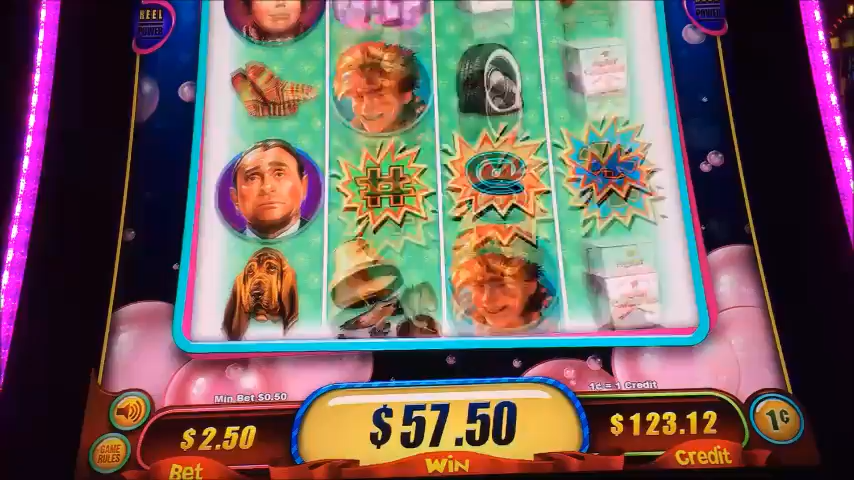 REEL
POWER
#
@
Min Bet $0.50
1¢ = 1 Credit
$2.50
$57.50
$123.12
1¢
GAME
RULES
Bet
Win
Credit